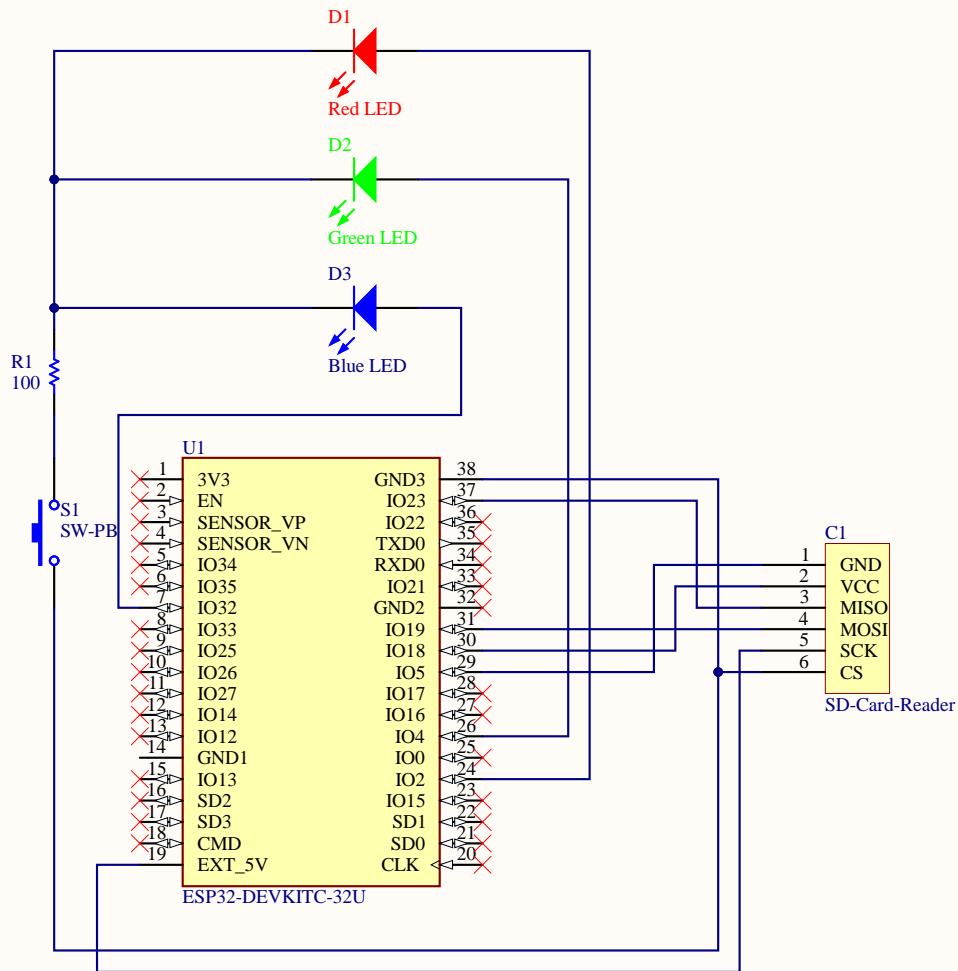 D1
Red LED
D2
Green LED
D3
Blue LED
R1
100
S1
SW-PB
U1
1 3V3
2 EN
3 SENSOR_VP
4 SENSOR_VN
5 IO34
6 IO35
7 IO32
8 IO33
9 IO25
10 IO26
11 IO27
12 IO14
13 IO12
14 GND1
15 IO13
16 SD2
17 SD3
18 CMD
19 EXT_5V
GND3 38
IO23 37
IO22 36
TXD0 35
RXD0 34
IO21 33
GND2 32
IO19 31
IO18 30
IO5 29
IO17 28
IO16 27
IO4 26
IO0 25
IO2 24
IO15 23
SD1 22
SD0 21
CLK 20
ESP32-DEVKITC-32U
C1
1 GND
2 VCC
3 MISO
4 MOSI
5 SCK
6 CS
SD-Card-Reader